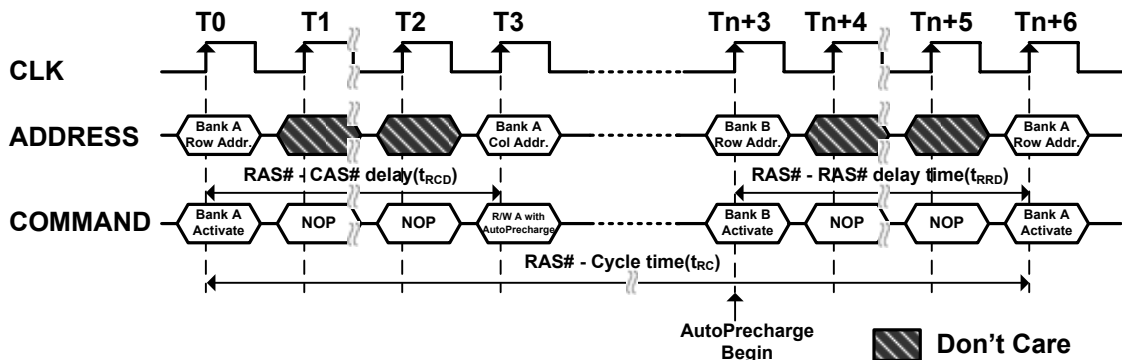 T0 T1 T2 T3 Tn+3 Tn+4 Tn+5 Tn+6
CLK
ADDRESS
Bank A
Row Addr.
Bank A
Col Addr.
Bank B
Row Addr.
Bank A
Row Addr.
RAS# - CAS# delay(tRCD)
RAS# - RAS# delay time(tRRD)
COMMAND
Bank A
Activate
NOP
NOP
R/W A with
AutoPrecharge
Bank B
Activate
NOP
NOP
Bank A
Activate
RAS# - Cycle time(tRC)
AutoPrecharge
Begin
Don't Care